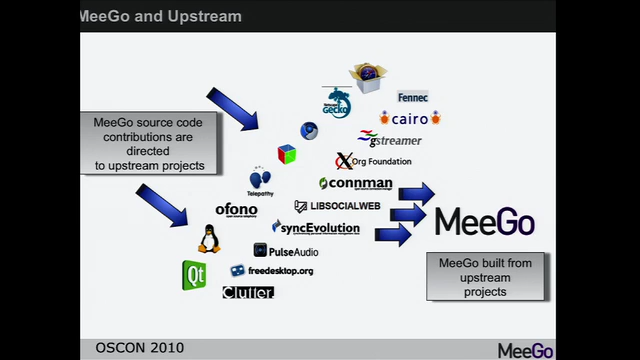 MeeGo and Upstream
Fennec
GECKO
cairo
gstreamer
MeeGo source code
contributions are
directed
to upstream projects
X.Org Foundation
connman
Telepathy
LIBSOCIALWEB
ofono
MeeGo
syncEvolution
PulseAudio
MeeGo built from
upstream
projects
Qt
freedesktop.org
Clutter
OSCON 2010
MeeGo